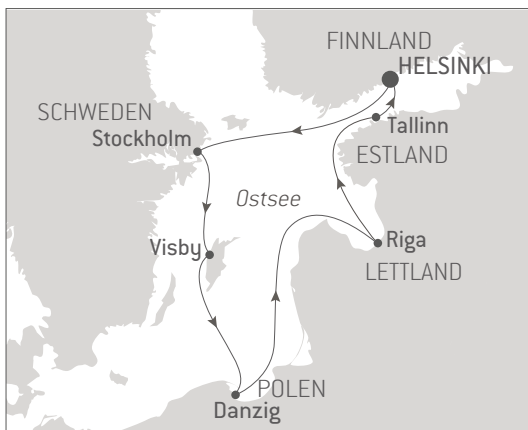 FINNLAND
HELSINKI
SCHWEDEN
Stockholm
Tallinn
ESTLAND
Ostsee
Visby
Riga
LETTLAND
POLEN
Danzig